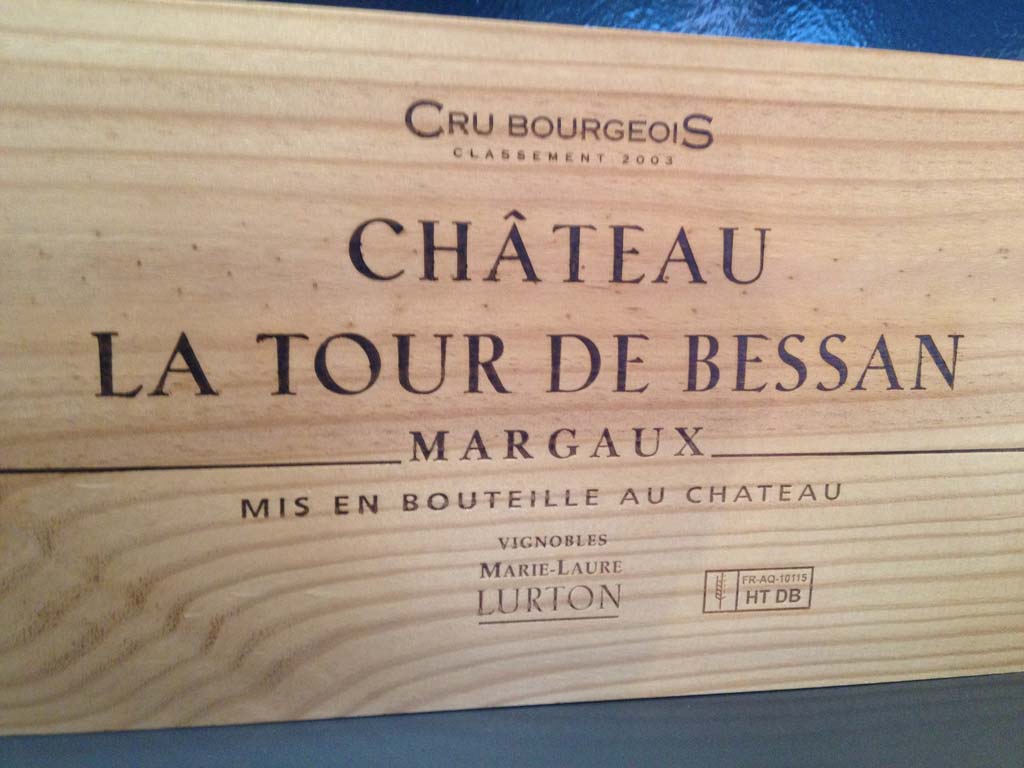 CRU BOURGEOIS
CLASSEMENT 2003
CHÂTEAU
LA TOUR DE BESSAN
MARGAUX
MIS EN BOUTEILLE AU CHATEAU
VIGNOBLES
MARIE-LAURE
LURTON
FR-AQ-10115
HT DB